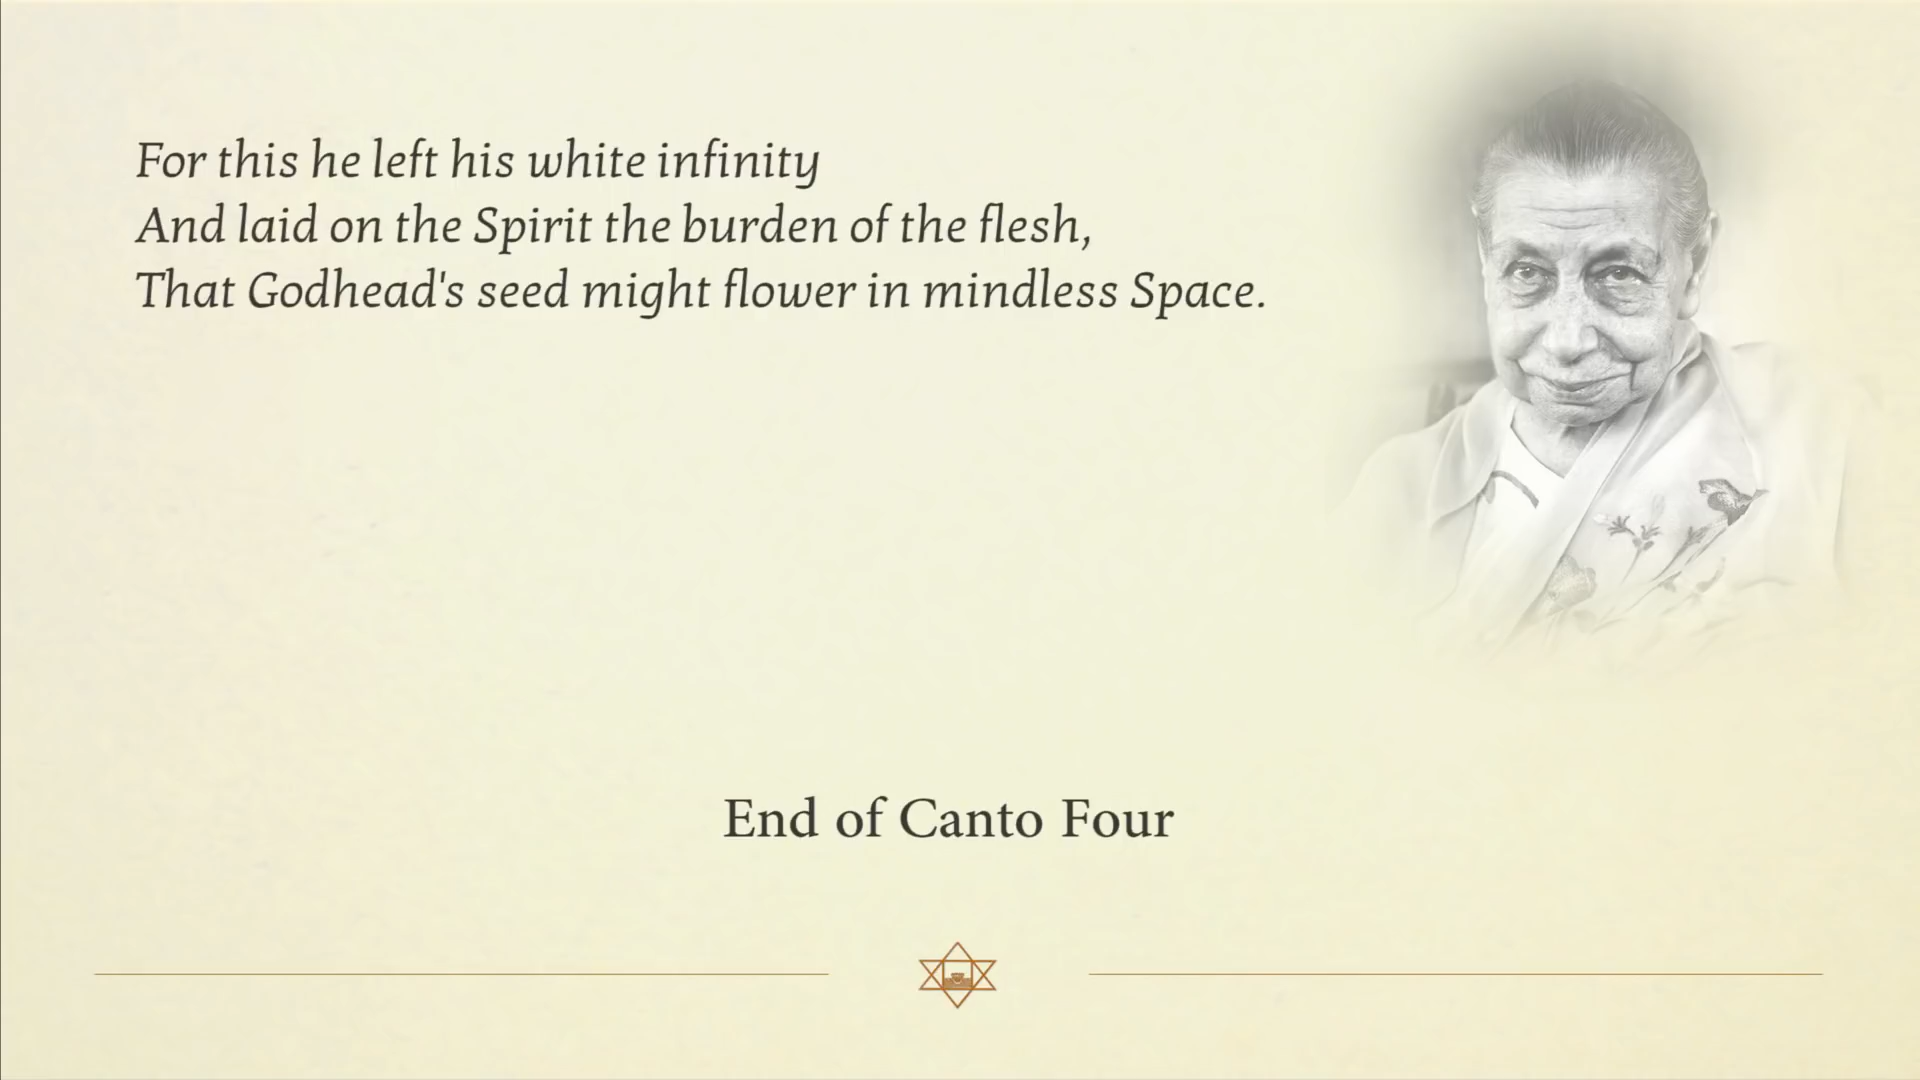 For this he left his white infinity
And laid on the Spirit the burden of the flesh,
That Godhead's seed might flower in mindless Space.
End of Canto Four